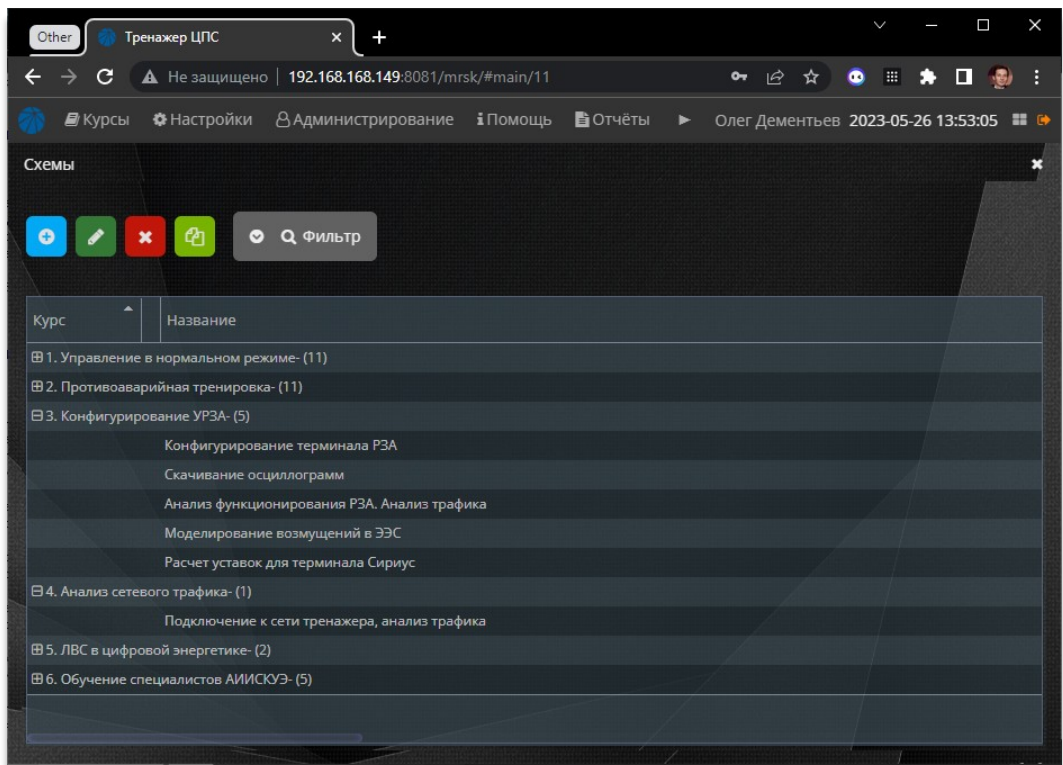 Other Тренажер ЦПС
Не защищено 192.168.168.149:8081/mrsk/#main/11
Курсы Настройки Администрирование Помощь Отчёты Олег Дементьев 2023-05-26 13:53:05
Схемы
Фильтр
Курс Название
1. Управление в нормальном режиме- (11)
2. Противоаварийная тренировка- (11)
3. Конфигурирование УРЗА- (5)
Конфигурирование терминала РЗА
Скачивание осциллограмм
Анализ функционирования РЗА. Анализ трафика
Моделирование возмущений в ЭЭС
Расчет уставок для терминала Сириус
4. Анализ сетевого трафика- (1)
Подключение к сети тренажера, анализ трафика
5. ЛВС в цифровой энергетике- (2)
6. Обучение специалистов АИИСКУЭ- (5)